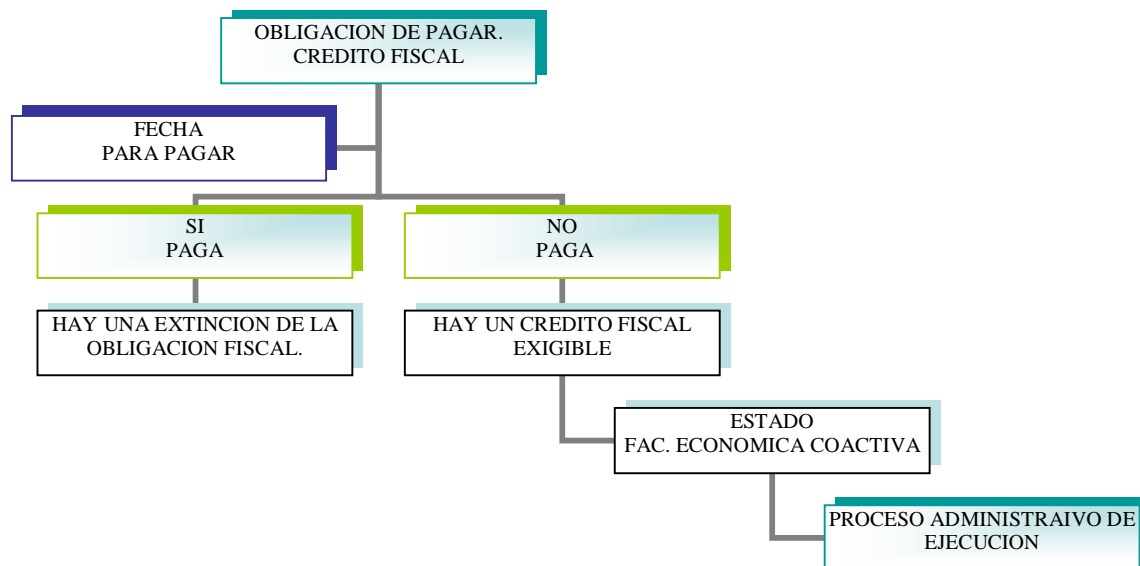 OBLIGACION DE PAGAR.
CREDITO FISCAL
FECHA
PARA PAGAR
SI
PAGA
NO
PAGA
HAY UNA EXTINCION DE LA
OBLIGACION FISCAL.
HAY UN CREDITO FISCAL
EXIGIBLE
ESTADO
FAC. ECONOMICA COACTIVA
PROCESO ADMINISTRAIVO DE
EJECUCION